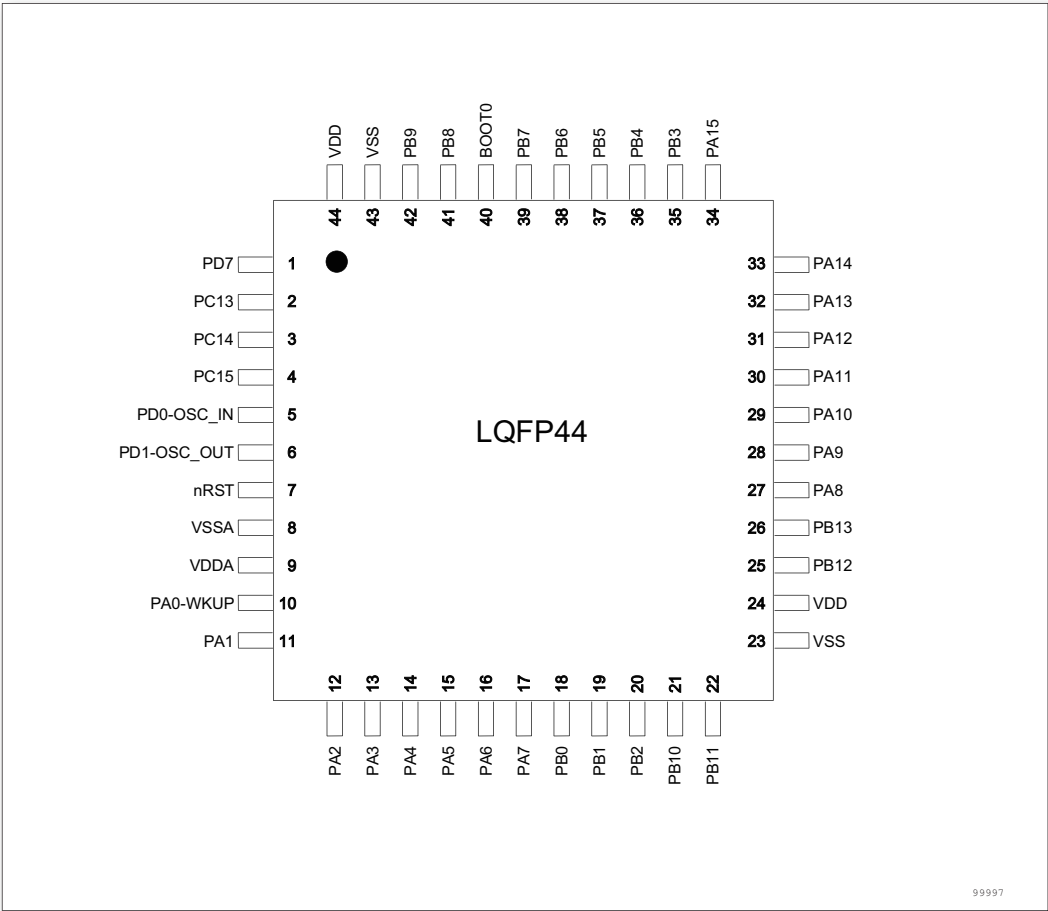 VDD
VSS
PB9
PB8
BOOT0
PB7
PB6
PB5
PB4
PB3
PA15
44
43
42
41
40
39
38
37
36
35
34
PD7 1
PC13 2
PC14 3
PC15 4
PD0-OSC_IN 5
PD1-OSC_OUT 6
nRST 7
VSSA 8
VDDA 9
PA0-WKUP 10
PA1 11
LQFP44
33 PA14
32 PA13
31 PA12
30 PA11
29 PA10
28 PA9
27 PA8
26 PB13
25 PB12
24 VDD
23 VSS
12
13
14
15
16
17
18
19
20
21
22
PA2
PA3
PA4
PA5
PA6
PA7
PB0
PB1
PB2
PB10
PB11
99997